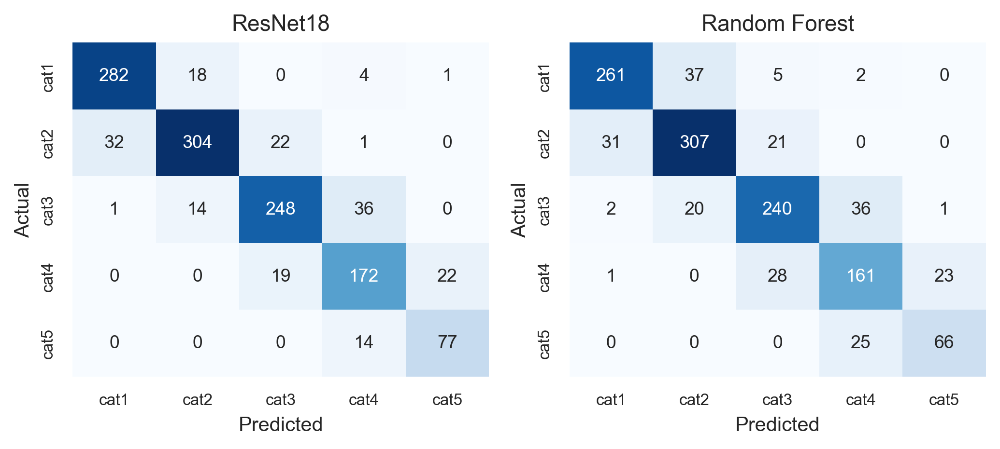 ResNet18
Actual
cat1 282 18 0 4 1
cat2 32 304 22 1 0
cat3 1 14 248 36 0
cat4 0 0 19 172 22
cat5 0 0 0 14 77
cat1 cat2 cat3 cat4 cat5
Predicted
Random Forest
Actual
cat1 261 37 5 2 0
cat2 31 307 21 0 0
cat3 2 20 240 36 1
cat4 1 0 28 161 23
cat5 0 0 0 25 66
cat1 cat2 cat3 cat4 cat5
Predicted